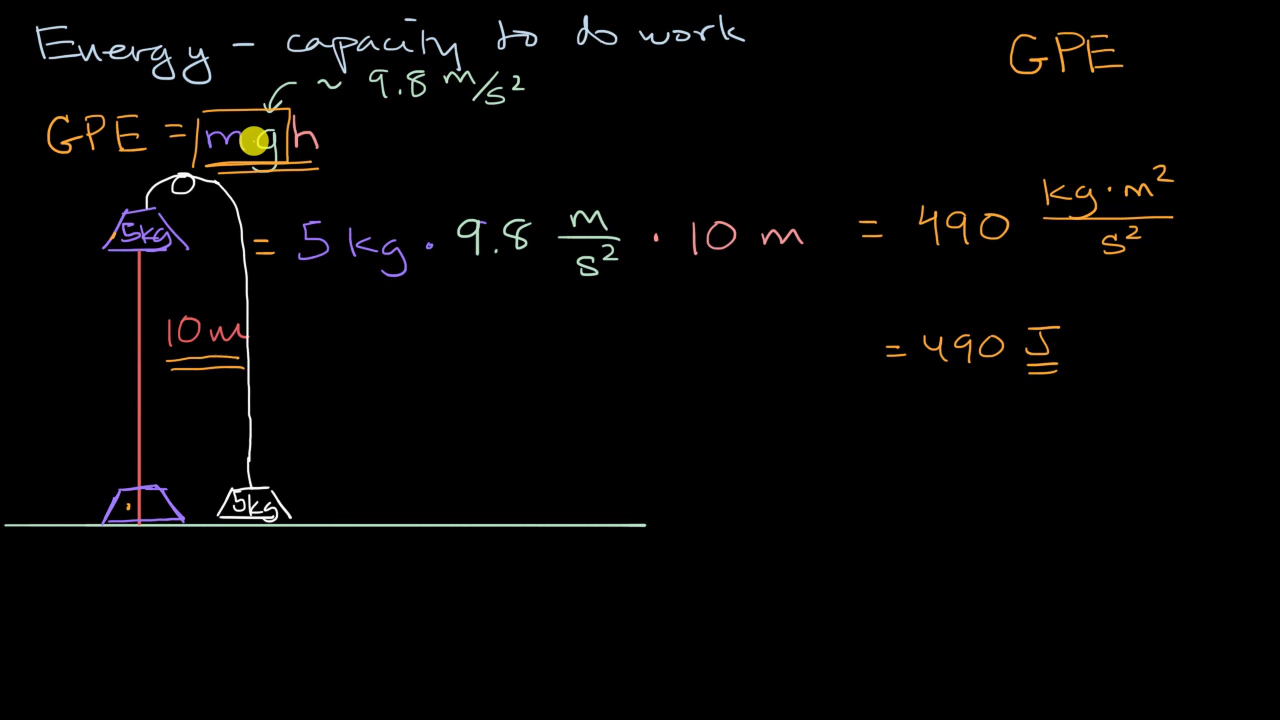 Energy - capacity to do work
GPE
~ 9.8 m/s²
GPE = mgh
5kg
= 5 kg · 9.8 m/s² · 10 m = 490 kg·m²/s²
10 m
= 490 J
5kg